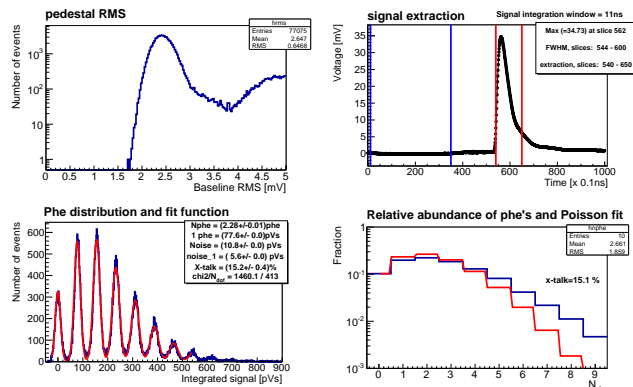 pedestal RMS
hrms
Entries 77075
Mean 2.647
RMS 0.6468
Number of events
10³
10²
10
1
0 0.5 1 1.5 2 2.5 3 3.5 4 4.5 5
Baseline RMS [mV]
signal extraction
Signal integration window = 11ns
Max (=34.73) at slice 562
FWHM, slices: 544 - 600
extraction, slices: 540 - 650
Voltage [mV]
35
30
25
20
15
10
5
0
0 200 400 600 800 1000
Time [x 0.1ns]
Phe distribution and fit function
Nphe = (2.28+/-0.01)phe
1 phe = (77.6+/- 0.0)pVs
Noise = (10.8+/- 0.0) pVs
noise_1 = ( 5.6+/- 0.0) pVs
X-talk = (15.2+/- 0.4)%
chi2/N_dof = 1460.1 / 413
Number of events
600
500
400
300
200
100
0
0 100 200 300 400 500 600 700 800 900
Integrated signal [pVs]
Relative abundance of phe's and Poisson fit
hnphe
Entries 10
Mean 2.661
RMS 1.859
x-talk=15.1 %
Fraction
1
10⁻¹
10⁻²
10⁻³
0 1 2 3 4 5 6 7 8 9